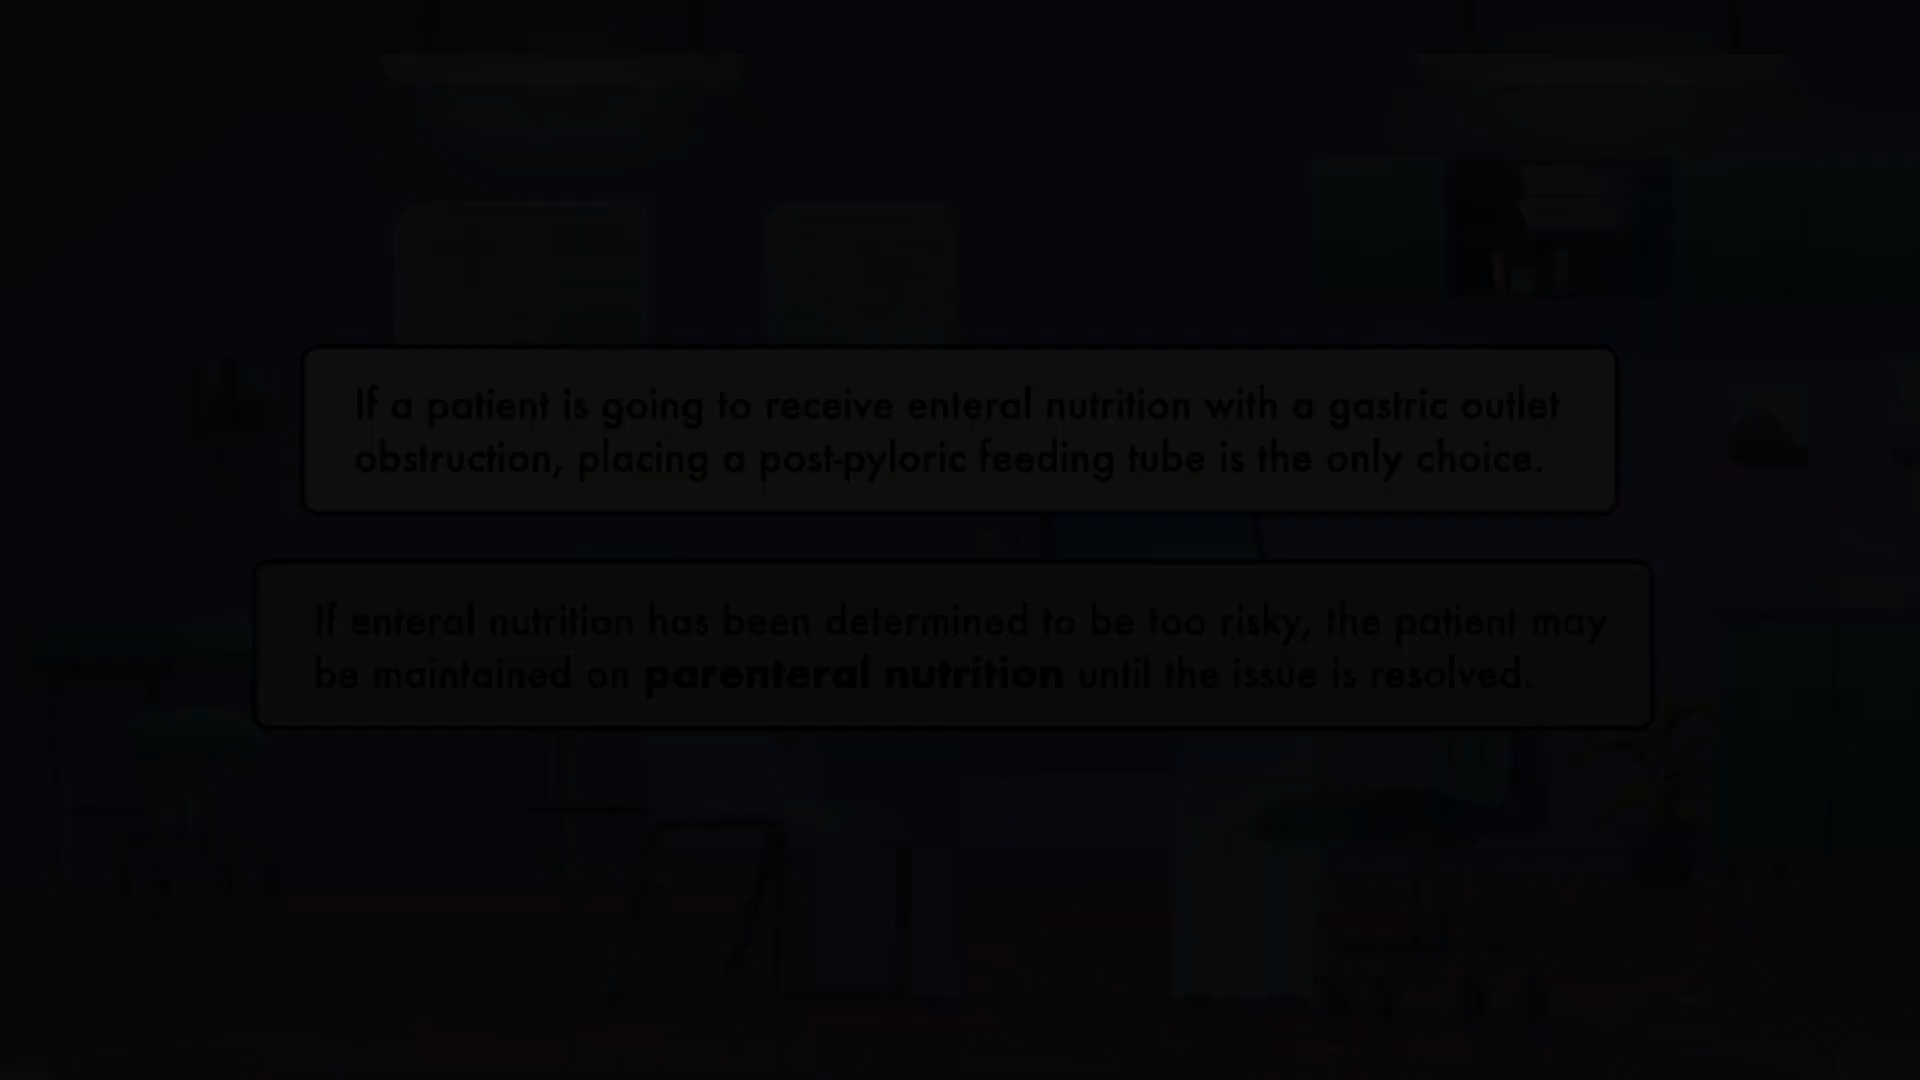 If a patient is going to receive enteral nutrition with a gastric outlet
obstruction, placing a post-pyloric feeding tube is the only choice.
If enteral nutrition has been determined to be too risky, the patient may
be maintained on parenteral nutrition until the issue is resolved.